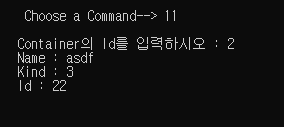 Choose a Command--> 11
Container의 Id를 입력하시오 : 2
Name : asdf
Kind : 3
Id : 22